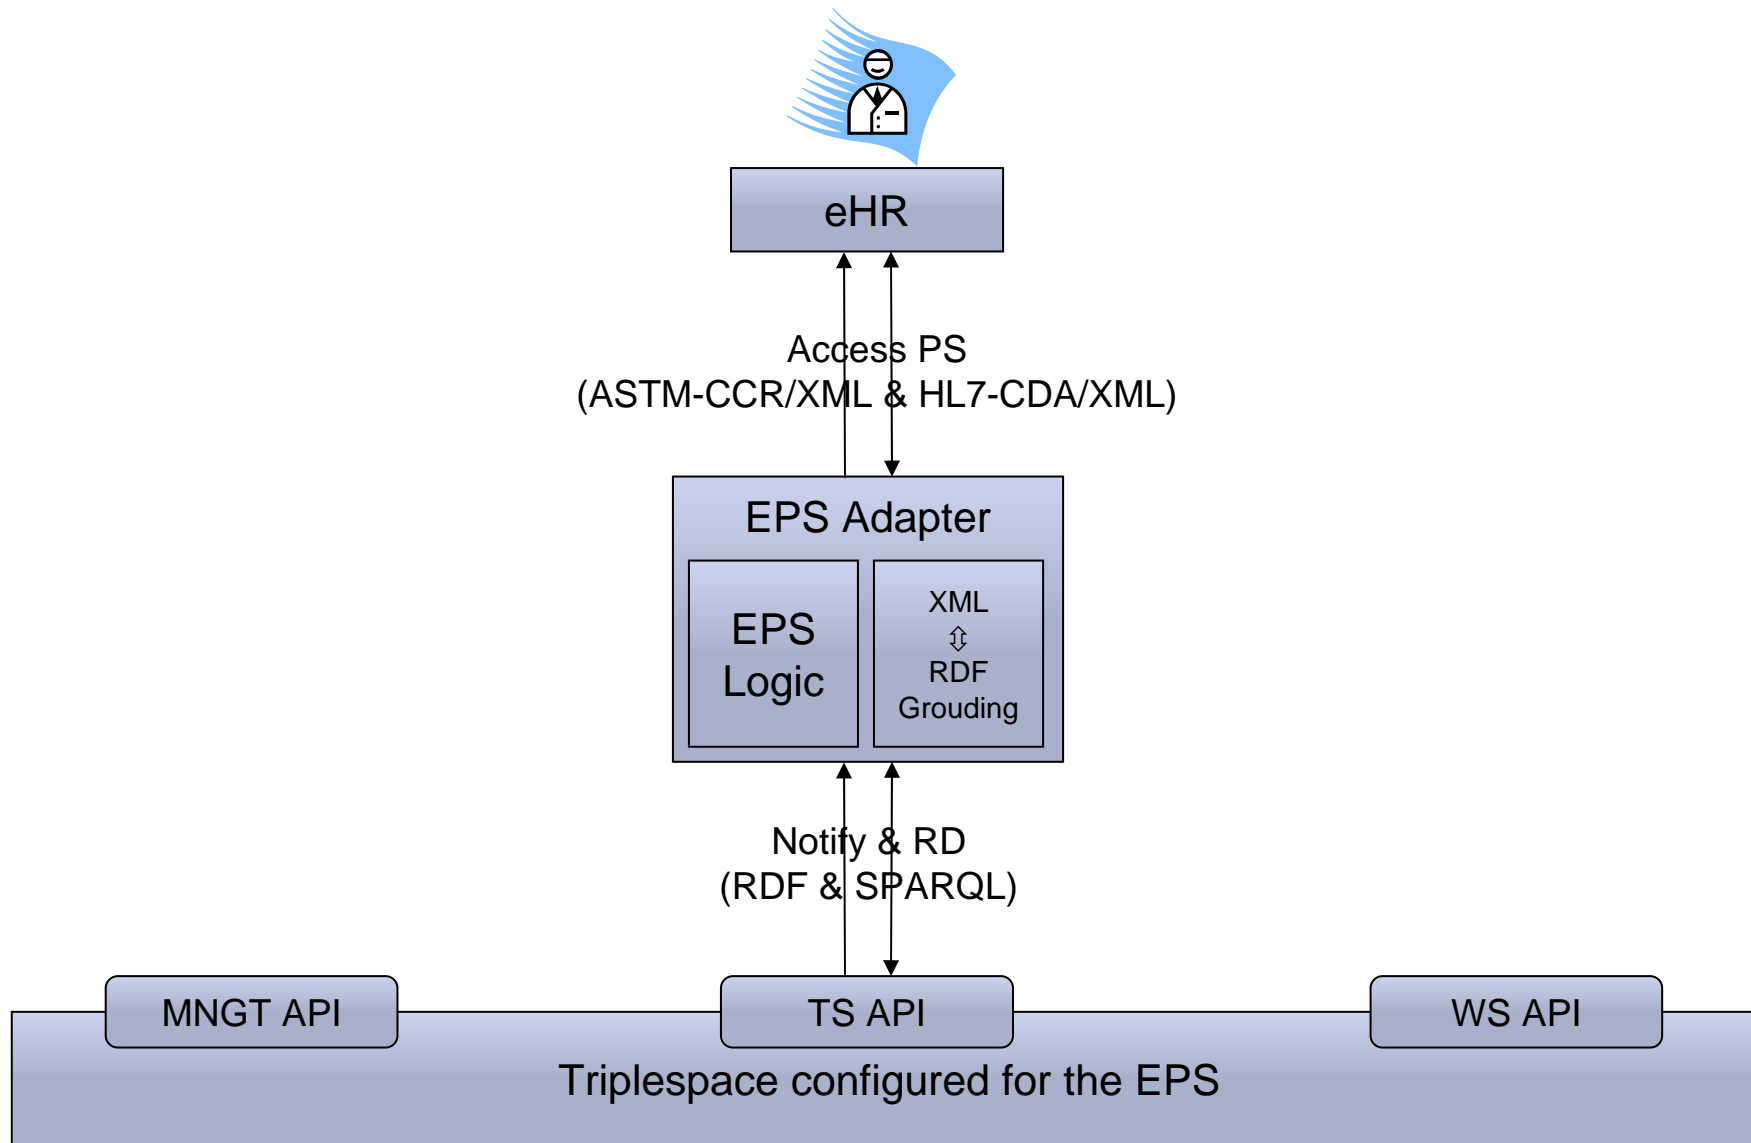 eHR
Access PS
(ASTM-CCR/XML & HL7-CDA/XML)
EPS Adapter
EPS
Logic
XML
⇕
RDF
Grouding
Notify & RD
(RDF & SPARQL)
MNGT API
TS API
WS API
Triplespace configured for the EPS